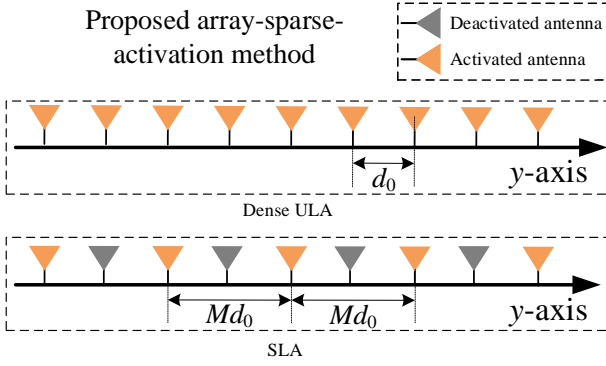 Proposed array-sparse-
activation method
Deactivated antenna
Activated antenna
d₀
y-axis
Dense ULA
Md₀ Md₀
y-axis
SLA